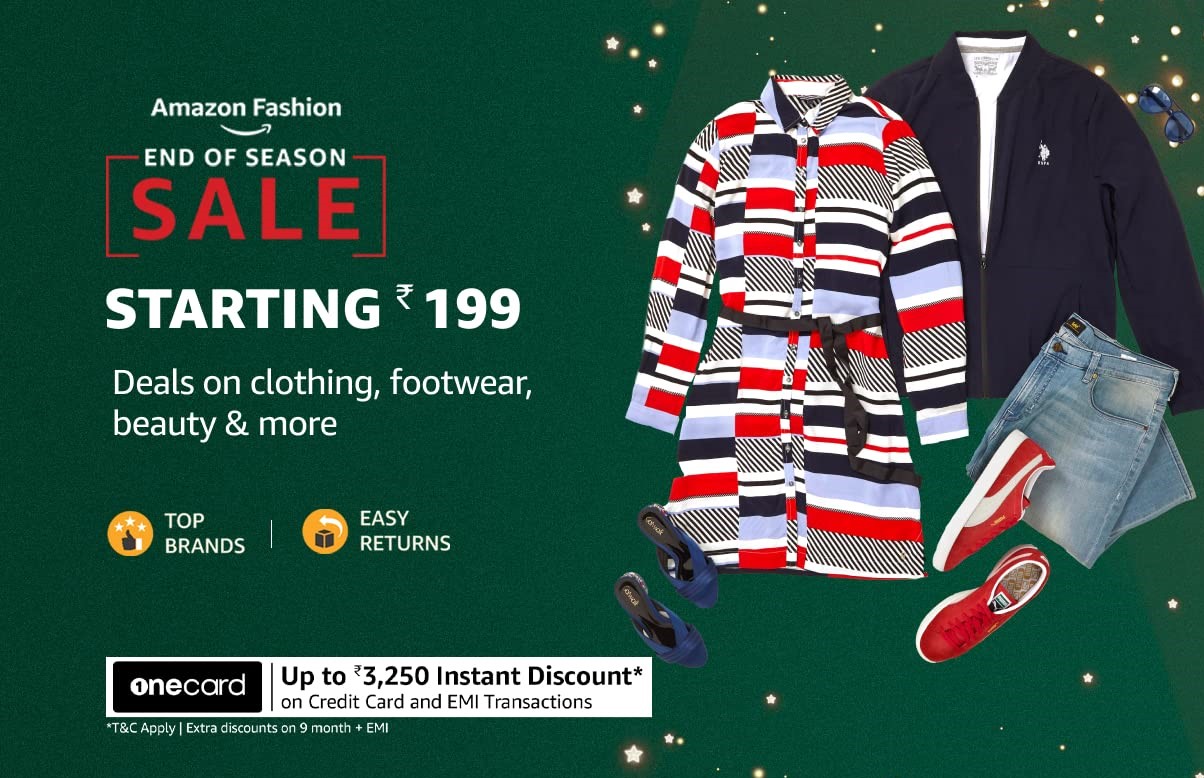 Amazon Fashion
END OF SEASON
SALE
STARTING ₹ 199
Deals on clothing, footwear,
beauty & more
TOP
BRANDS
EASY
RETURNS
onecard
Up to ₹3,250 Instant Discount*
on Credit Card and EMI Transactions
*T&C Apply | Extra discounts on 9 month + EMI
USPA